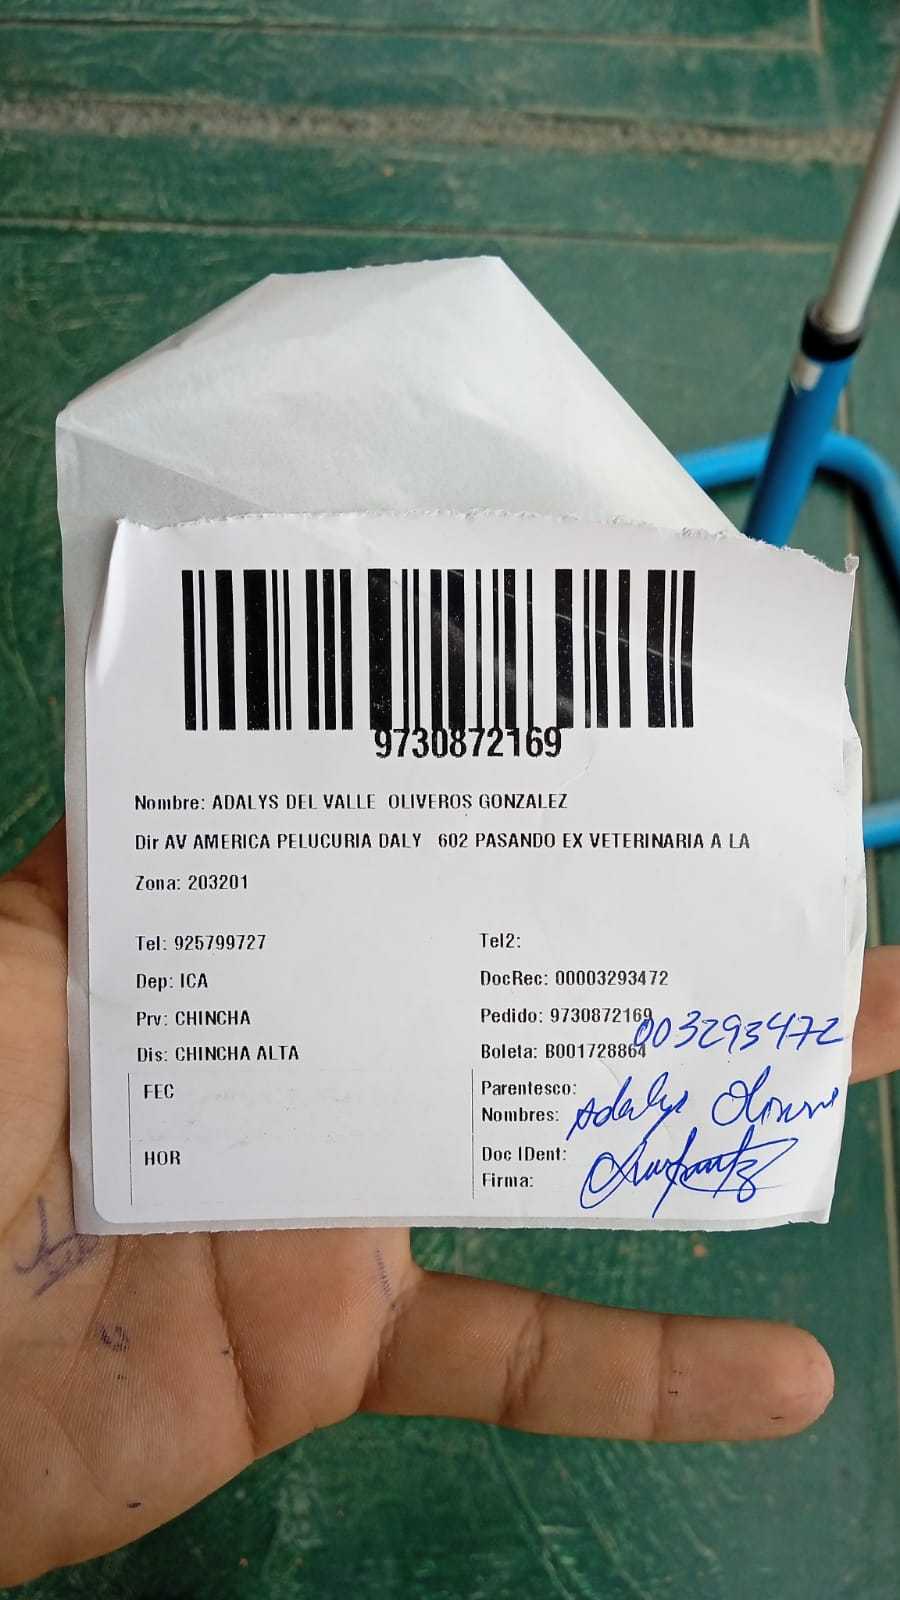 9730872169
Nombre: ADALYS DEL VALLE OLIVEROS GONZALEZ
Dir AV AMERICA PELUCURIA DALY 602 PASANDO EX VETERINARIA A LA
Zona: 203201
Tel: 925799727
Tel2:
Dep: ICA
DocRec: 00003293472
Prv: CHINCHA
Pedido: 9730872169
003293472
Dis: CHINCHA ALTA
Boleta: B001728864
FEC
Parentesco:
Nombres: Adalys
HOR
Doc IDent:
Firma: